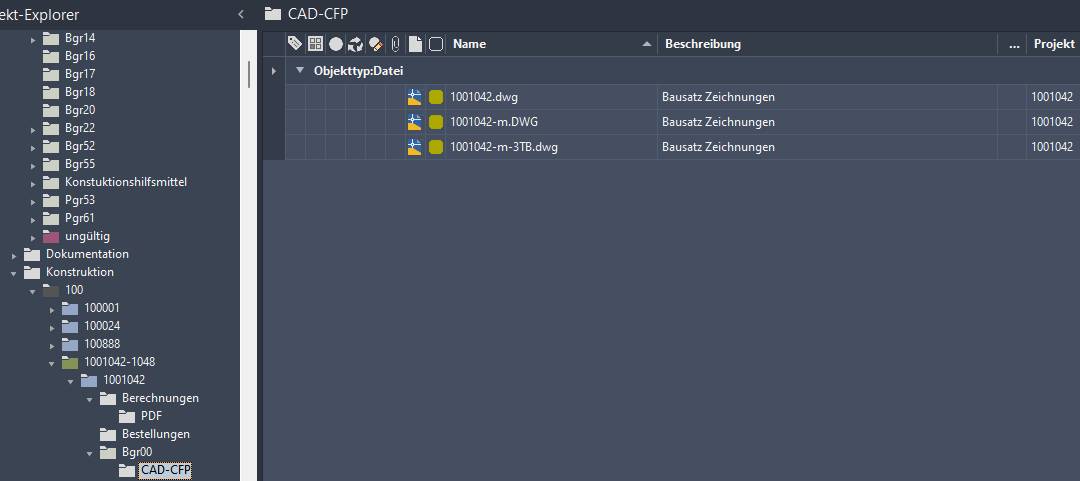 ekt-Explorer
Bgr14
Bgr16
Bgr17
Bgr18
Bgr20
Bgr22
Bgr52
Bgr55
Konstuktionshilfsmittel
Pgr53
Pgr61
ungültig
Dokumentation
Konstruktion
100
100001
100024
100888
1001042-1048
1001042
Berechnungen
PDF
Bestellungen
Bgr00
CAD-CFP
CAD-CFP
Name Beschreibung ... Projekt
Objekttyp:Datei
1001042.dwg Bausatz Zeichnungen 1001042
1001042-m.DWG Bausatz Zeichnungen 1001042
1001042-m-3TB.dwg Bausatz Zeichnungen 1001042